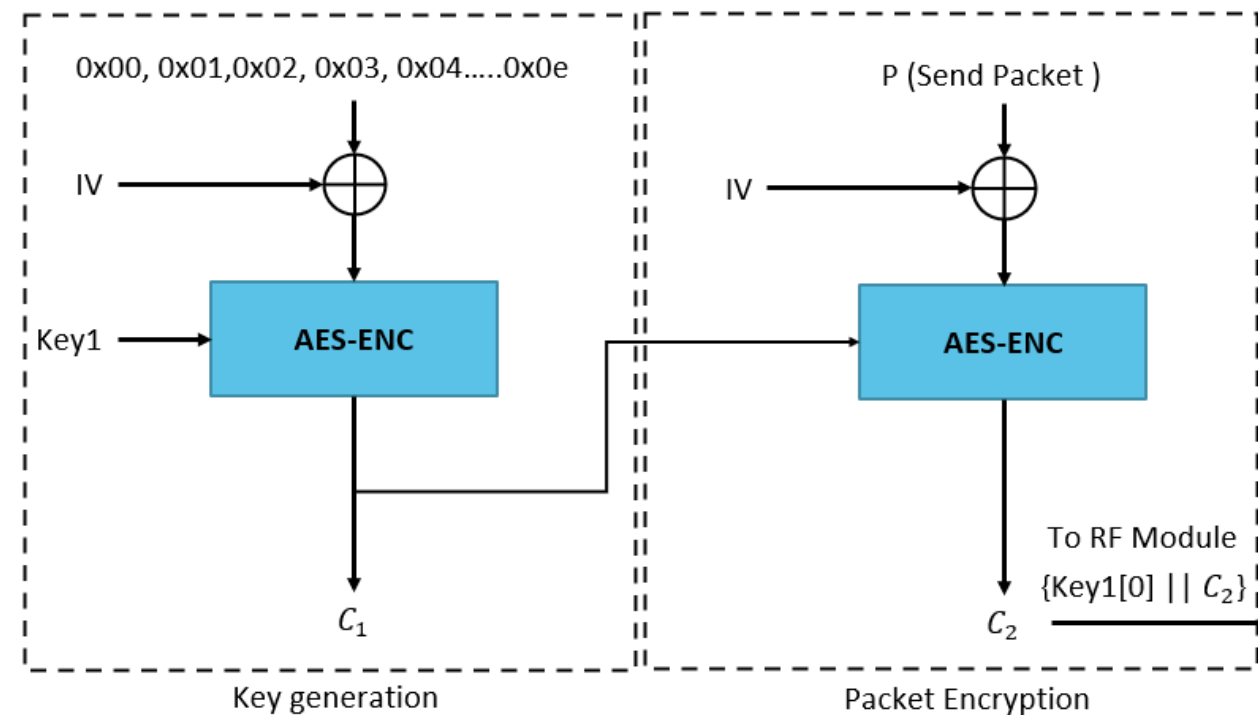 0x00, 0x01,0x02, 0x03, 0x04.....0x0e
IV
Key1
AES-ENC
C₁
Key generation
P (Send Packet )
IV
AES-ENC
To RF Module
{Key1[0] || C₂}
C₂
Packet Encryption